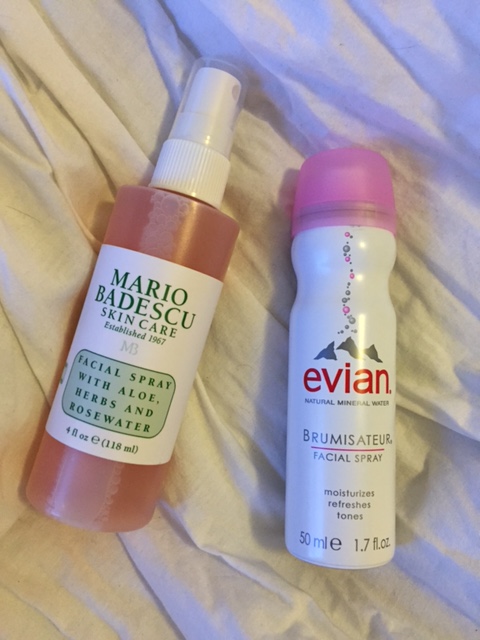 MARIO
BADESCU
SKIN CARE
Established 1967
MB
FACIAL SPRAY
WITH ALOE,
HERBS AND
ROSEWATER
4 fl oz e (118 ml)
evian.
NATURAL MINERAL WATER
BRUMISATEUR®
FACIAL SPRAY
moisturizes
refreshes
tones
50 ml e 1.7 fl.oz.